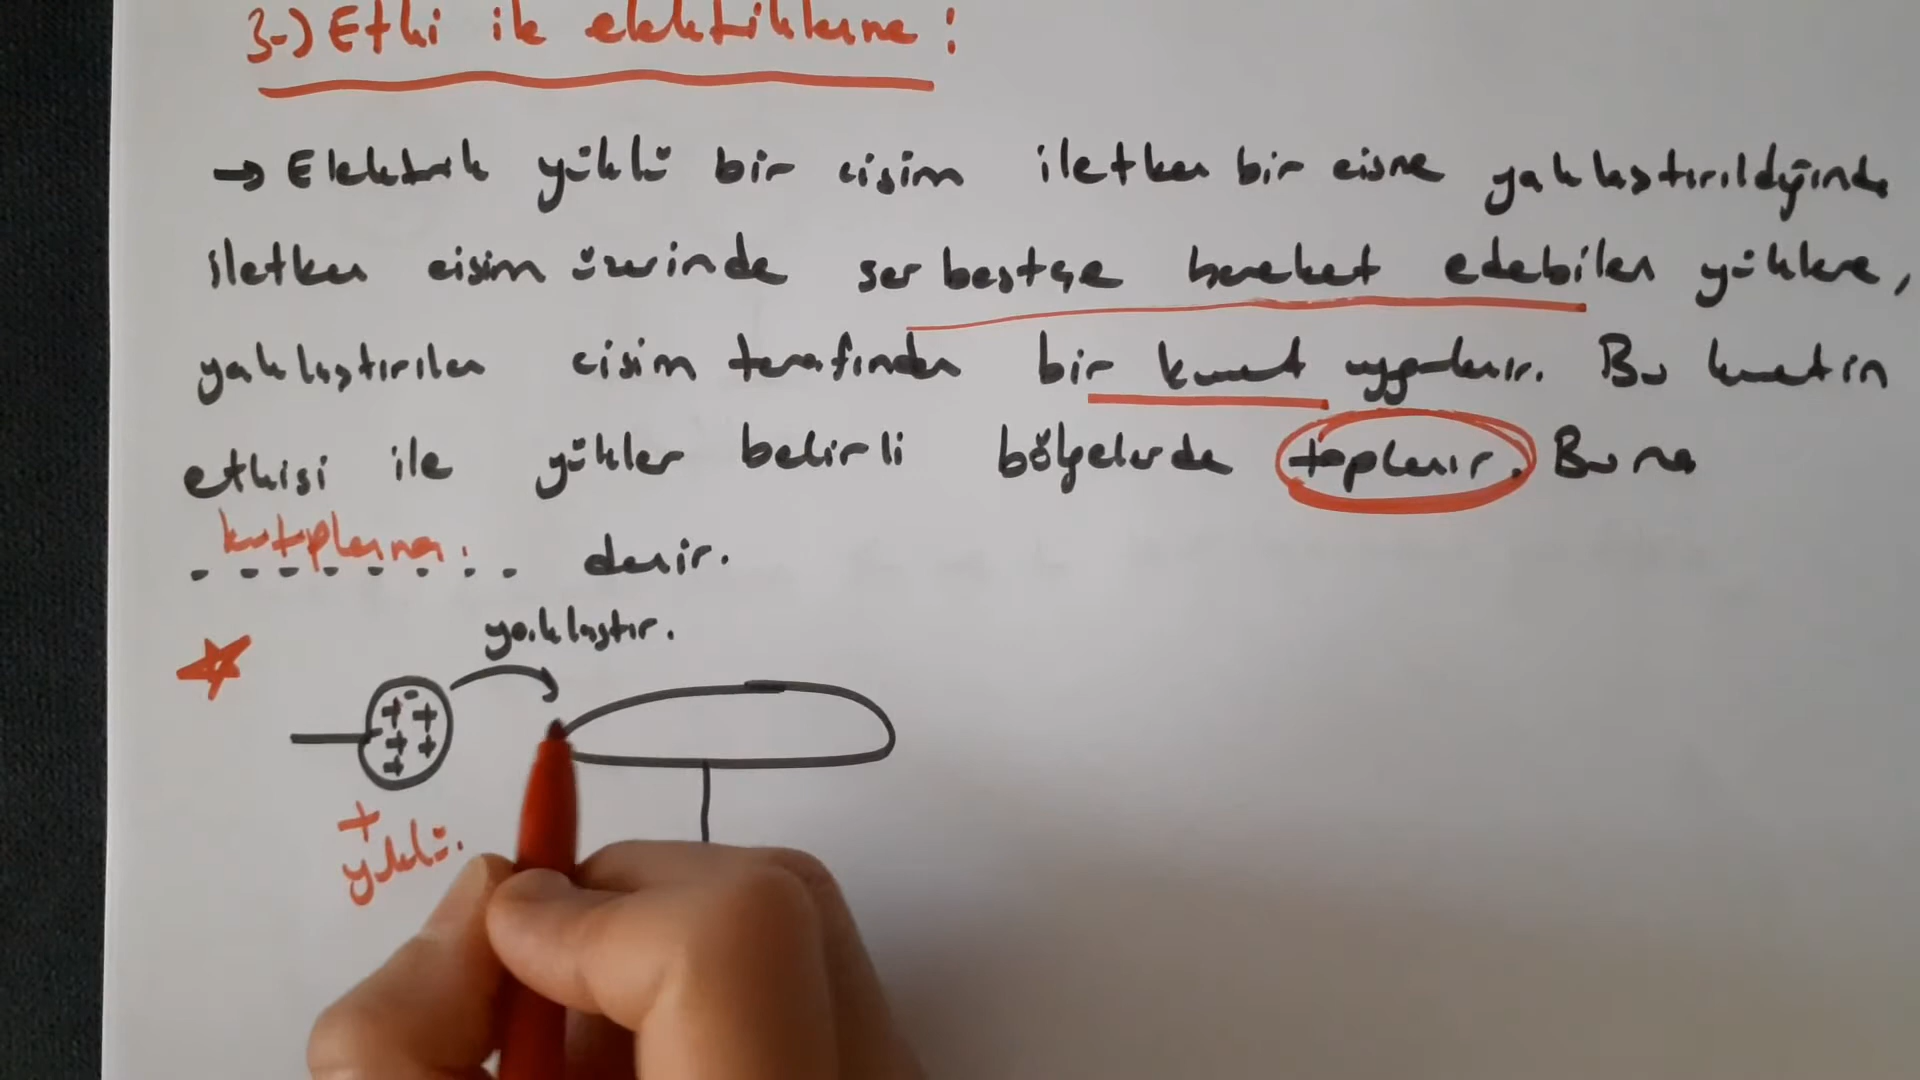 3-) Etki ile elektriklenme :
→ Elektrik yüklü bir cisim iletken bir cisme yaklaştırıldığında
iletken cisim üzerinde serbestçe hareket edebilen yüklere,
yaklaştırılan cisim tarafından bir kuvvet uygulanır. Bu kuvvetin
etkisi ile yükler belirli bölgelerde toplanır. Buna
kutuplanma. denir.
yaklaştır.
+ + + + +
+
yüklü.